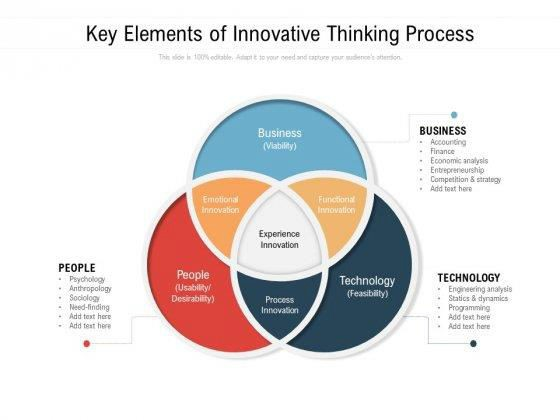 Key Elements of Innovative Thinking Process
This slide is 100% editable. Adapt it to your need and capture your audience's attention.
Business
(Viability)
BUSINESS
• Accounting
• Finance
• Economic analysis
• Entrepreneurship
• Competition & strategy
• Add text here
Emotional
Innovation
Functional
Innovation
Experience
Innovation
People
(Usability/
Desirability)
Technology
(Feasibility)
Process
Innovation
PEOPLE
• Psychology
• Anthropology
• Sociology
• Need-finding
• Add text here
• Add text here
TECHNOLOGY
• Engineering analysis
• Statics & dynamics
• Programming
• Add text here
• Add text here